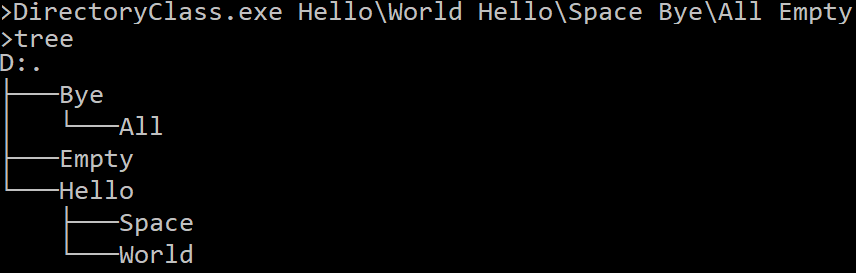 >DirectoryClass.exe Hello\World Hello\Space Bye\All Empty
>tree
D:.
├───Bye
│   └───All
├───Empty
└───Hello
    ├───Space
    └───World